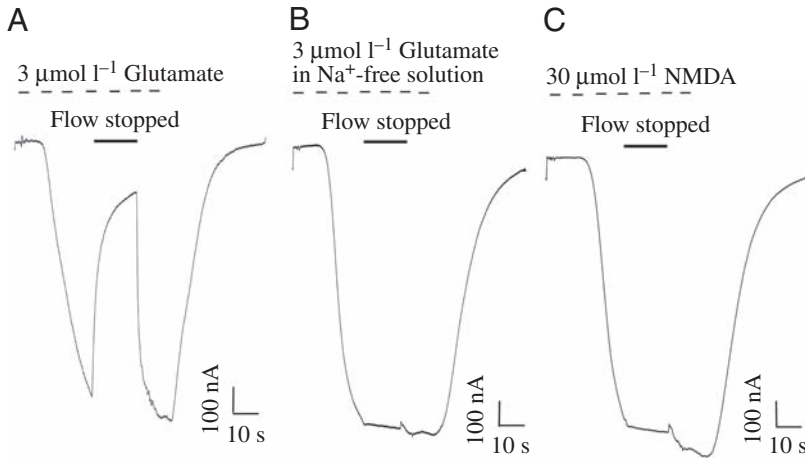 A
3 μmol l⁻¹ Glutamate
Flow stopped
100 nA
10 s
B
3 μmol l⁻¹ Glutamate
in Na⁺-free solution
Flow stopped
100 nA
10 s
C
30 μmol l⁻¹ NMDA
Flow stopped
100 nA
10 s